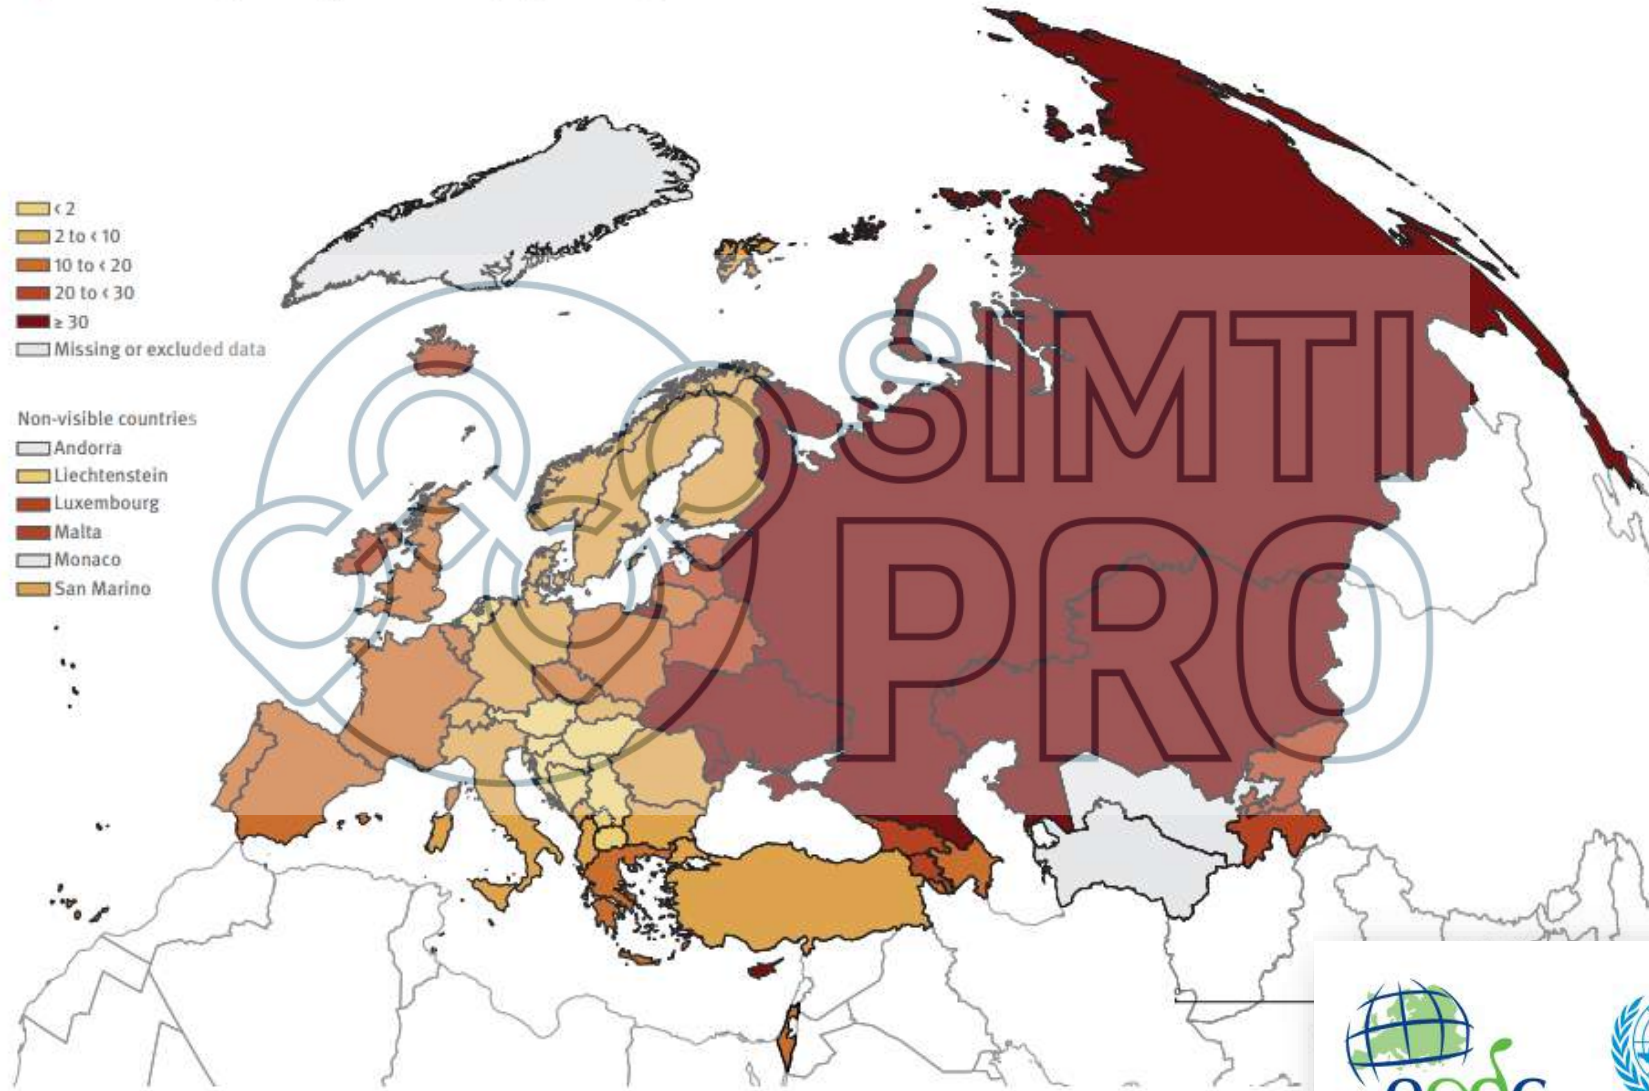 < 2
2 to < 10
10 to < 20
20 to < 30
≥ 30
Missing or excluded data
Non-visible countries
Andorra
Liechtenstein
Luxembourg
Malta
Monaco
San Marino
SIMTI
PRO